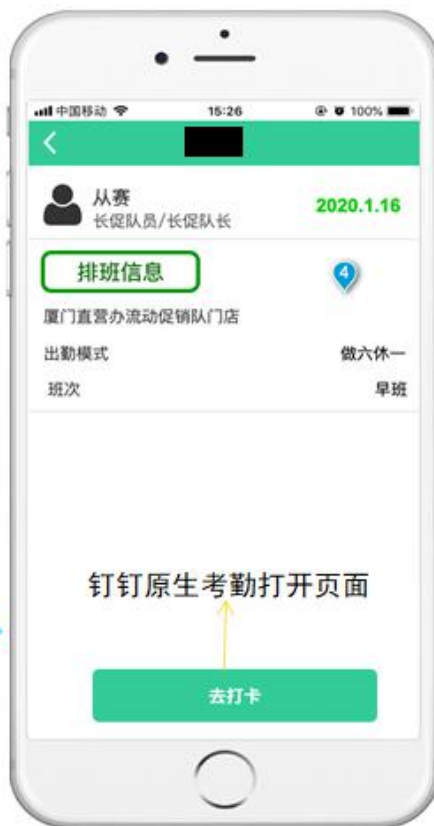 中国移动 15:26 100%
从赛 2020.1.16
长促队员/长促队长
排班信息 4
厦门直营办流动促销队门店
出勤模式 做六休一
班次 早班
钉钉原生考勤打开页面
去打卡